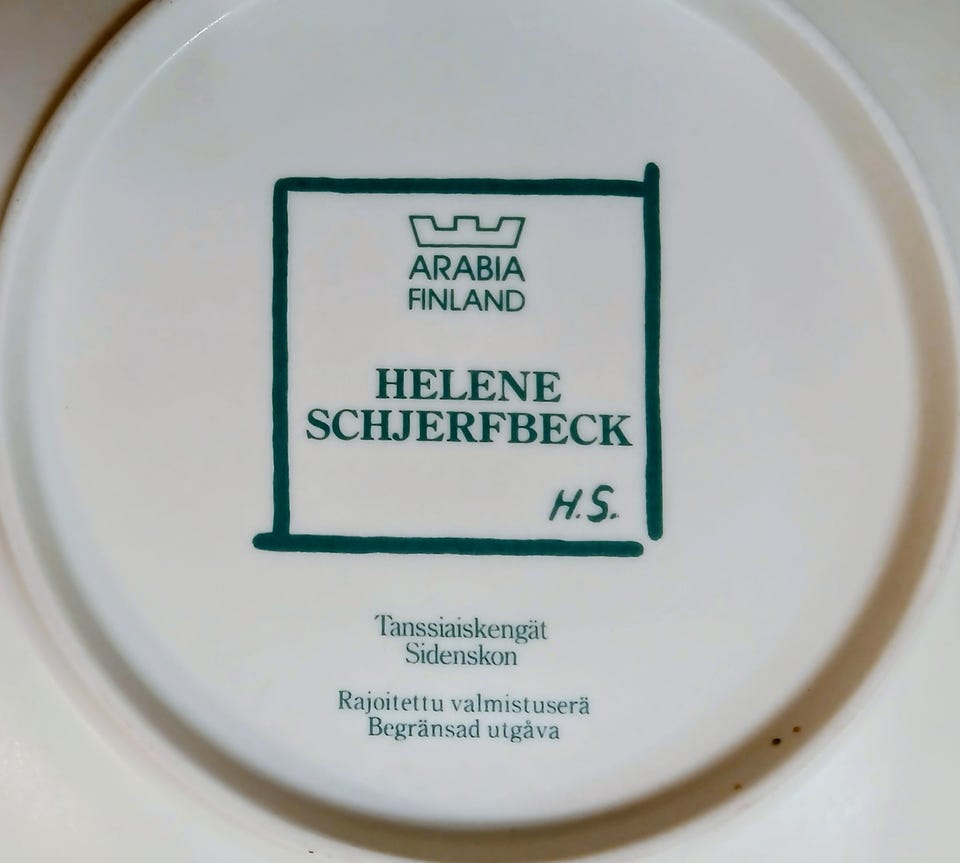 ARABIA
FINLAND
HELENE
SCHJERFBECK
H.S.
Tanssiaiskengät
Sidenskon
Rajoitettu valmistuserä
Begränsad utgåva